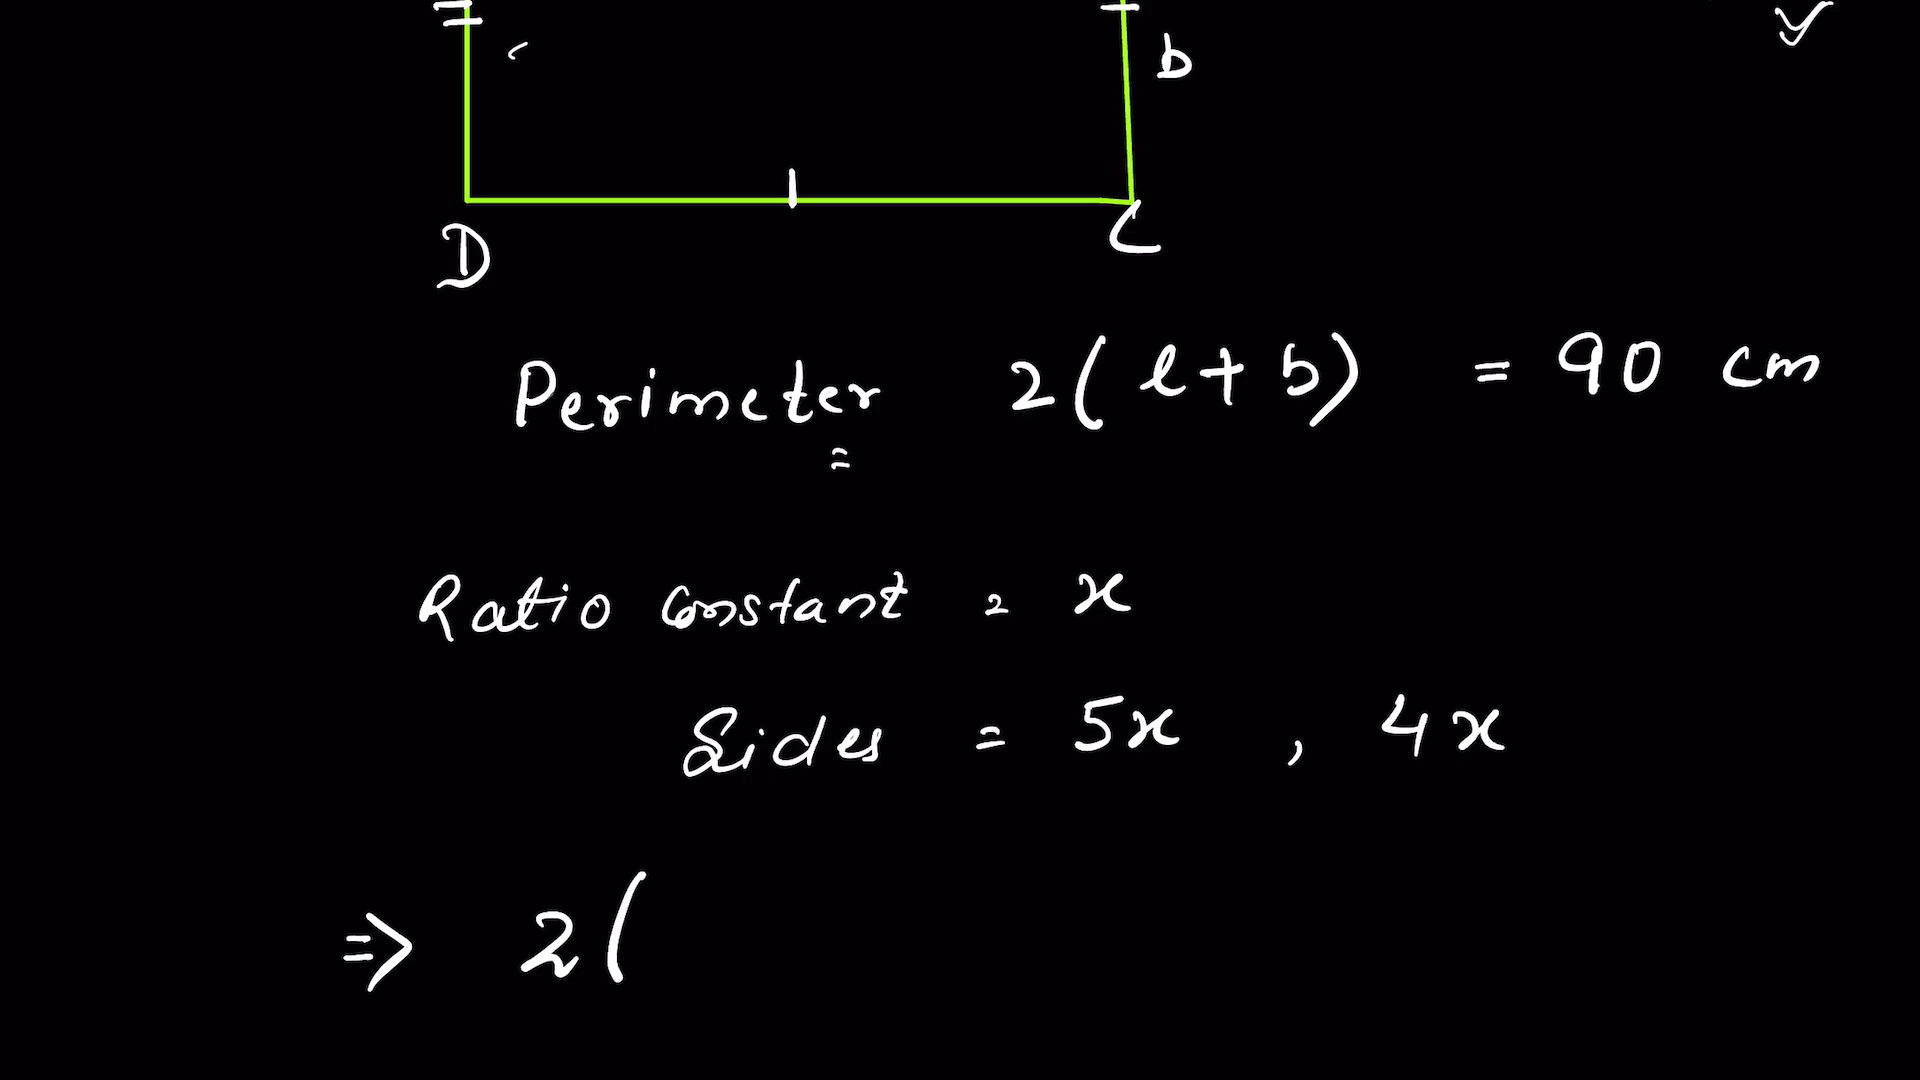 b
D C
Perimeter 2(l+b) = 90 cm
Ratio constant = x
Sides = 5x , 4x
=> 2(